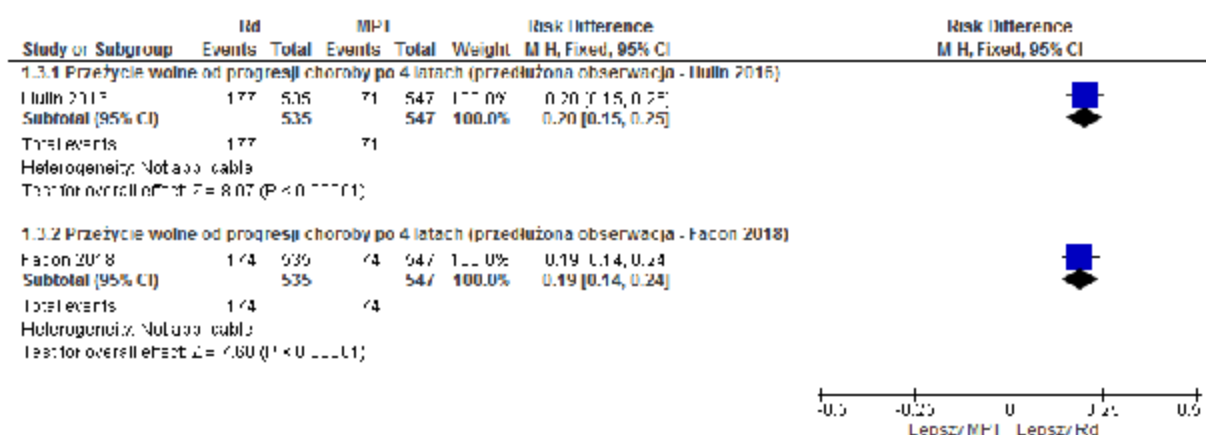 Rd MPT Risk Difference Risk Difference
Study or Subgroup Events Total Events Total Weight M-H, Fixed, 95% CI M-H, Fixed, 95% CI
1.3.1 Przeżycie wolne od progresji choroby po 4 latach (przedłużona obserwacja - Hulin 2016)
177 535 71 547 100.0% 0.20 [0.15, 0.25]
Subtotal (95% CI) 535 547 100.0% 0.20 [0.15, 0.25]
Total events 177 71
Heterogeneity: Not applicable
Test for overall effect: Z = 8.07 (P < 0.00001)
1.3.2 Przeżycie wolne od progresji choroby po 4 latach (przedłużona obserwacja - Facon 2018)
Facon 2018 174 535 74 547 100.0% 0.19 [0.14, 0.24]
Subtotal (95% CI) 535 547 100.0% 0.19 [0.14, 0.24]
Total events 174 74
Heterogeneity: Not applicable
Test for overall effect: Z = 7.60 (P < 0.00001)
-0.5 -0.25 0 0.25 0.5
Lepszy MPT Lepszy Rd